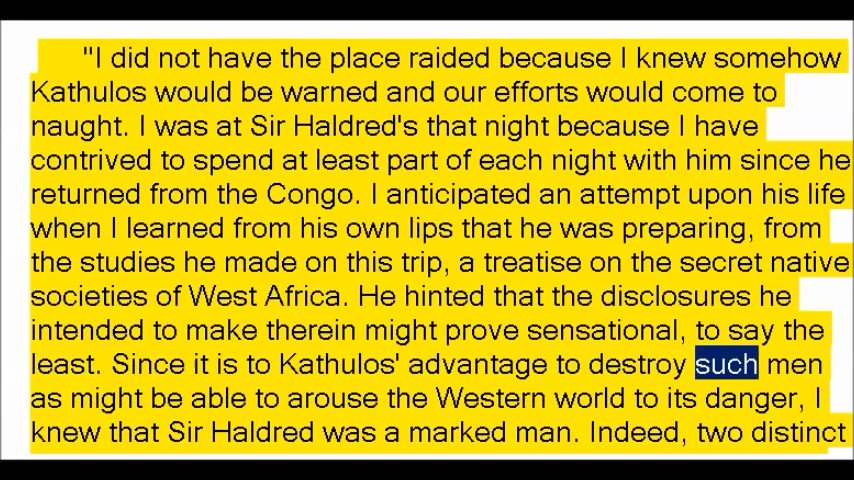 "I did not have the place raided because I knew somehow
Kathulos would be warned and our efforts would come to
naught. I was at Sir Haldred's that night because I have
contrived to spend at least part of each night with him since he
returned from the Congo. I anticipated an attempt upon his life
when I learned from his own lips that he was preparing, from
the studies he made on this trip, a treatise on the secret native
societies of West Africa. He hinted that the disclosures he
intended to make therein might prove sensational, to say the
least. Since it is to Kathulos' advantage to destroy such men
as might be able to arouse the Western world to its danger, I
knew that Sir Haldred was a marked man. Indeed, two distinct